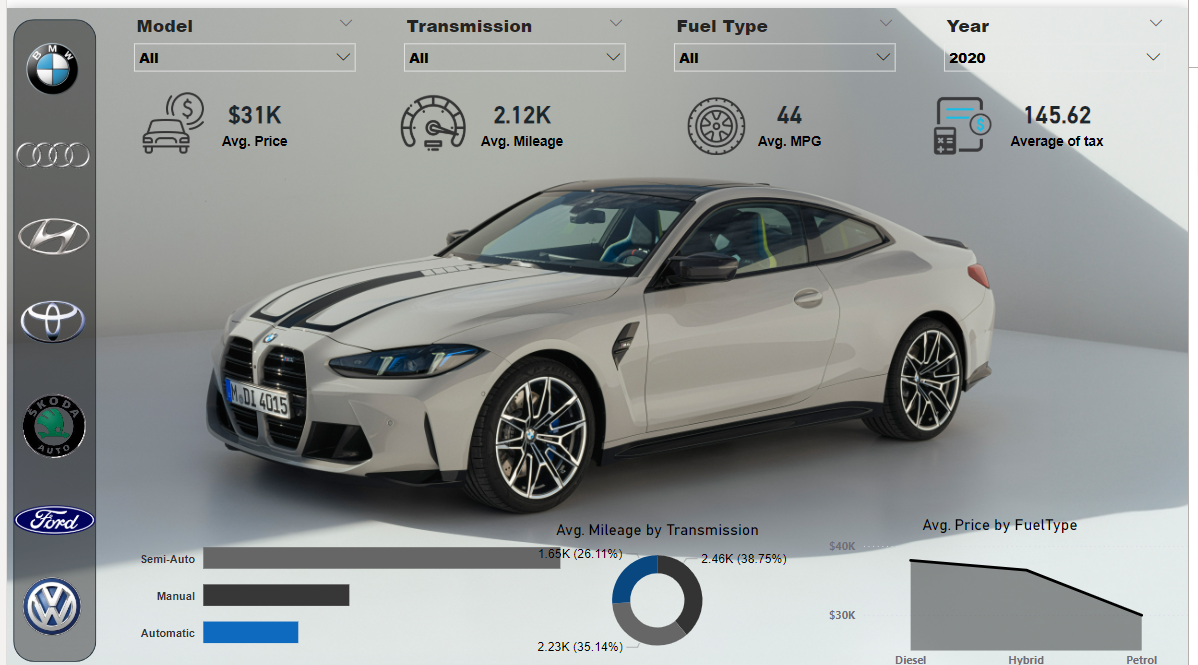 Model
Transmission
Fuel Type
Year
All
All
All
2020
$31K
Avg. Price
2.12K
Avg. Mileage
44
Avg. MPG
145.62
Average of tax
BMW
SKODA
AUTO
Ford
M DI 4015
Semi-Auto
Manual
Automatic
Avg. Mileage by Transmission
1.65K (26.11%)
2.46K (38.75%)
2.23K (35.14%)
Avg. Price by FuelType
$40K
$30K
Diesel
Hybrid
Petrol